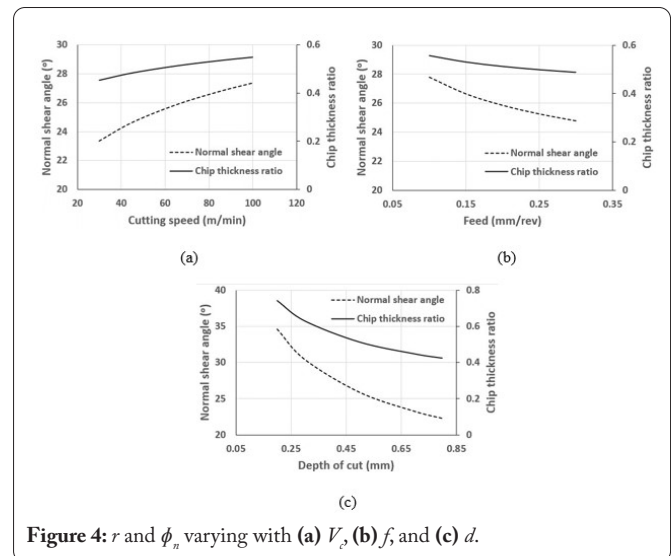 30
28
26
24
22
20
0.6
0.4
0.2
0
Normal shear angle (°)
Chip thickness ratio
Normal shear angle
Chip thickness ratio
20 40 60 80 100 120
Cutting speed (m/min)
(a)
30
28
26
24
22
20
0.6
0.4
0.2
0
Normal shear angle (°)
Chip thickness ratio
Normal shear angle
Chip thickness ratio
0.05 0.15 0.25 0.35
Feed (mm/rev)
(b)
40
35
30
25
20
0.8
0.6
0.4
0.2
0
Normal shear angle (°)
Chip thickness ratio
Normal shear angle
Chip thickness ratio
0.05 0.25 0.45 0.65 0.85
Depth of cut (mm)
(c)
Figure 4: r and ϕn varying with (a) Vc, (b) f, and (c) d.